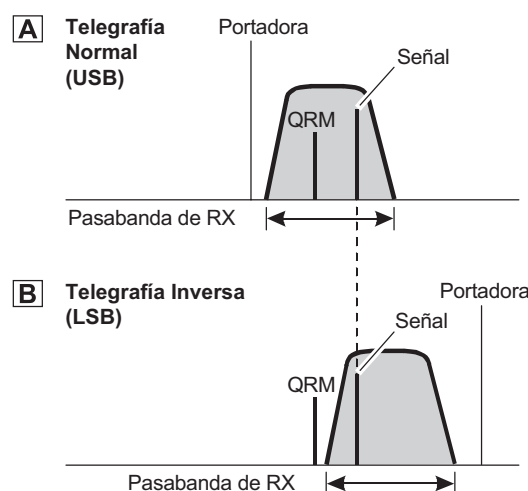 A Telegrafía
Normal
(USB)
Portadora
Señal
QRM
Pasabanda de RX
B Telegrafía Inversa
(LSB)
Portadora
Señal
QRM
Pasabanda de RX